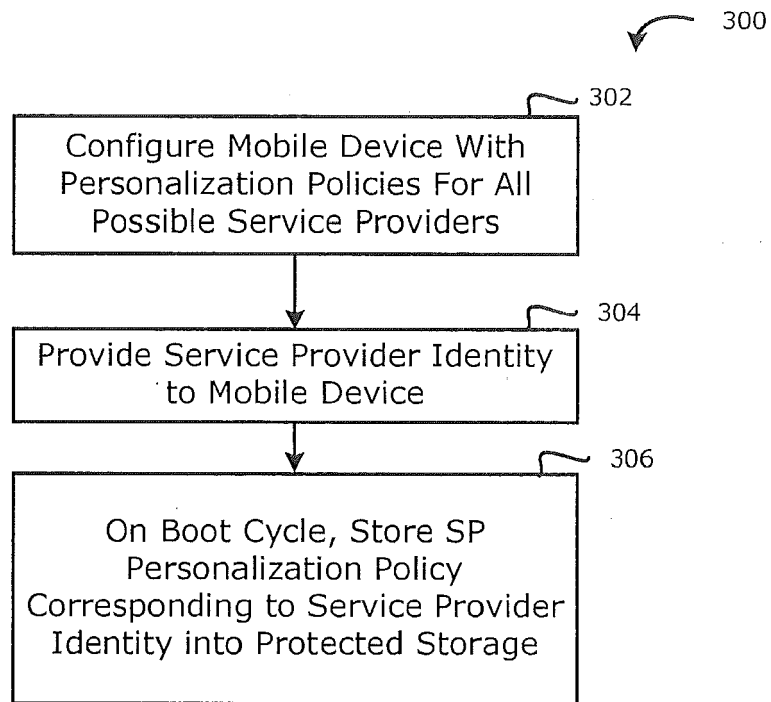 300
302
Configure Mobile Device With
Personalization Policies For All
Possible Service Providers
304
Provide Service Provider Identity
to Mobile Device
306
On Boot Cycle, Store SP
Personalization Policy
Corresponding to Service Provider
Identity into Protected Storage